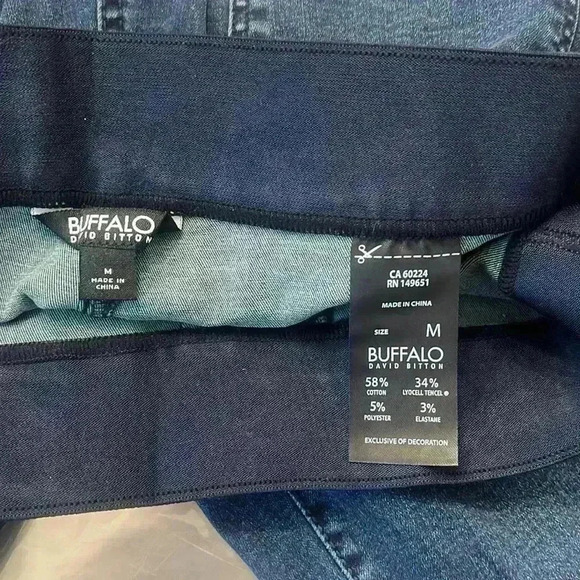 BUFFALO
DAVID BITTON
M
MADE IN
CHINA
CA 60224
RN 149651
MADE IN CHINA
SIZE M
BUFFALO
DAVID BITTON
58% 34%
COTTON LYOCELL TENCEL®
5% 3%
POLYESTER ELASTANE
EXCLUSIVE OF DECORATION